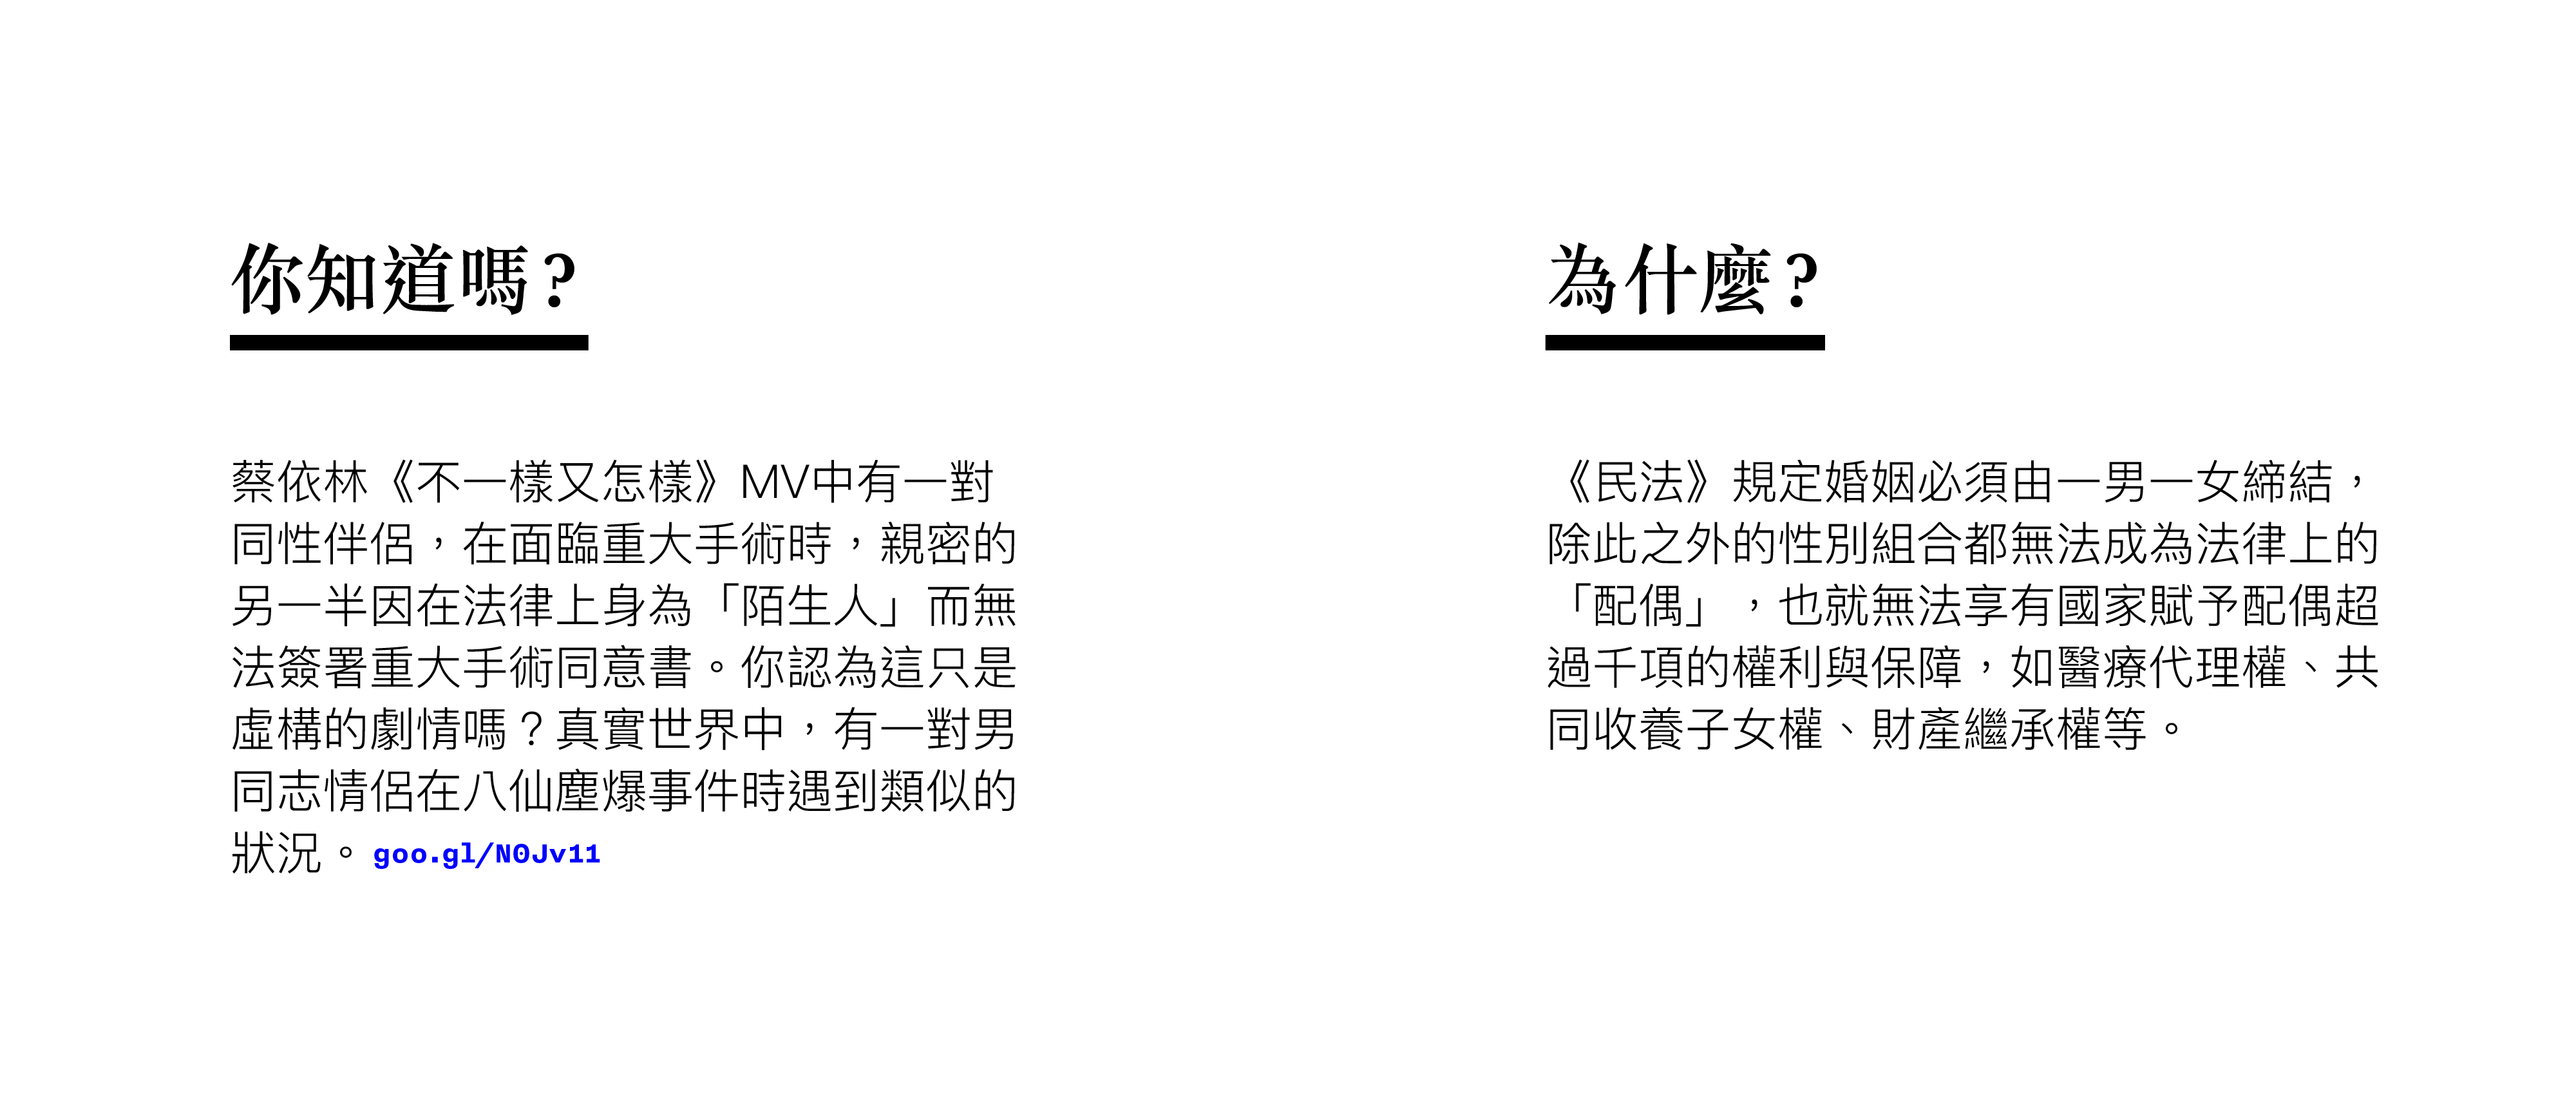 你知道嗎？
蔡依林《不一樣又怎樣》MV中有一對
同性伴侶，在面臨重大手術時，親密的
另一半因在法律上身為「陌生人」而無
法簽署重大手術同意書。你認為這只是
虛構的劇情嗎？真實世界中，有一對男
同志情侶在八仙塵爆事件時遇到類似的
狀況。goo.gl/N0Jv11
為什麼？
《民法》規定婚姻必須由一男一女締結，
除此之外的性別組合都無法成為法律上的
「配偶」，也就無法享有國家賦予配偶超
過千項的權利與保障，如醫療代理權、共
同收養子女權、財產繼承權等。